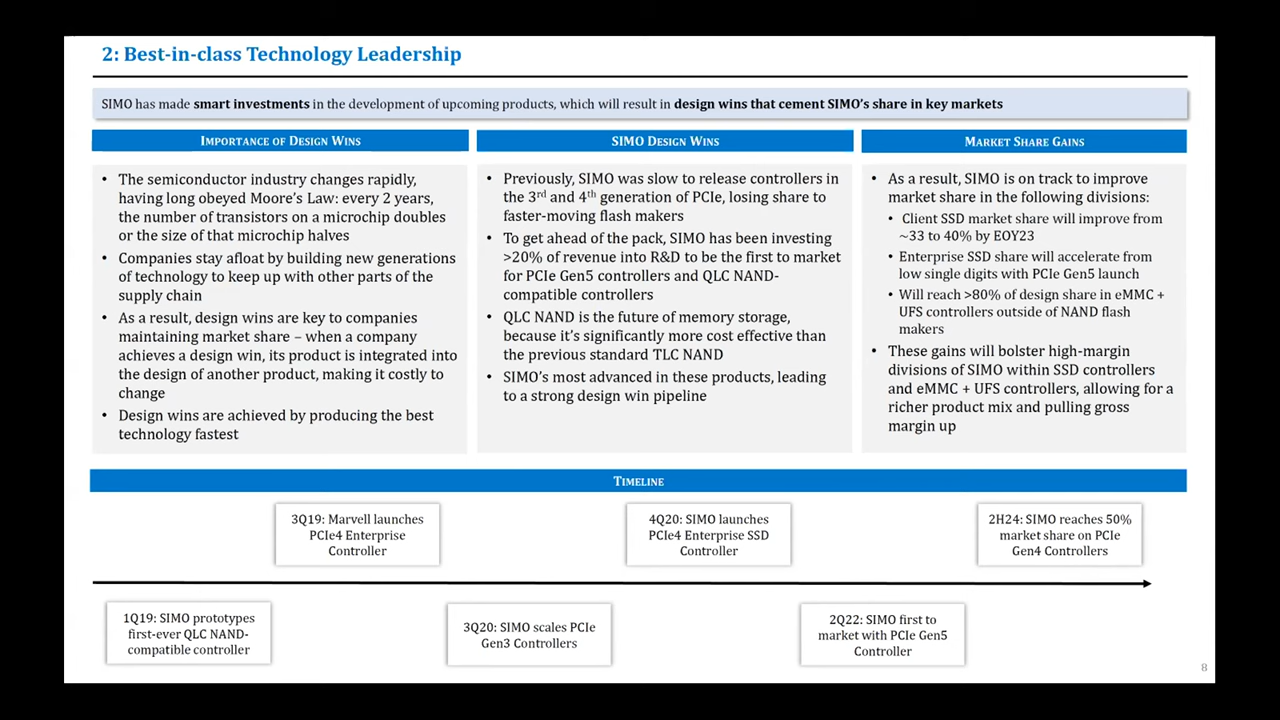 2: Best-in-class Technology Leadership
SIMO has made smart investments in the development of upcoming products, which will result in design wins that cement SIMO's share in key markets
IMPORTANCE OF DESIGN WINS
• The semiconductor industry changes rapidly,
having long obeyed Moore's Law: every 2 years,
the number of transistors on a microchip doubles
or the size of that microchip halves
• Companies stay afloat by building new generations
of technology to keep up with other parts of the
supply chain
• As a result, design wins are key to companies
maintaining market share – when a company
achieves a design win, its product is integrated into
the design of another product, making it costly to
change
• Design wins are achieved by producing the best
technology fastest
SIMO DESIGN WINS
• Previously, SIMO was slow to release controllers in
the 3rd and 4th generation of PCIe, losing share to
faster-moving flash makers
• To get ahead of the pack, SIMO has been investing
>20% of revenue into R&D to be the first to market
for PCIe Gen5 controllers and QLC NAND-
compatible controllers
• QLC NAND is the future of memory storage,
because it's significantly more cost effective than
the previous standard TLC NAND
• SIMO's most advanced in these products, leading
to a strong design win pipeline
MARKET SHARE GAINS
• As a result, SIMO is on track to improve
market share in the following divisions:
• Client SSD market share will improve from
~33 to 40% by EOY23
• Enterprise SSD share will accelerate from
low single digits with PCIe Gen5 launch
• Will reach >80% of design share in eMMC +
UFS controllers outside of NAND flash
makers
• These gains will bolster high-margin
divisions of SIMO within SSD controllers
and eMMC + UFS controllers, allowing for a
richer product mix and pulling gross
margin up
TIMELINE
3Q19: Marvell launches
PCIe4 Enterprise
Controller
4Q20: SIMO launches
PCIe4 Enterprise SSD
Controller
2H24: SIMO reaches 50%
market share on PCIe
Gen4 Controllers
1Q19: SIMO prototypes
first-ever QLC NAND-
compatible controller
3Q20: SIMO scales PCIe
Gen3 Controllers
2Q22: SIMO first to
market with PCIe Gen5
Controller
8